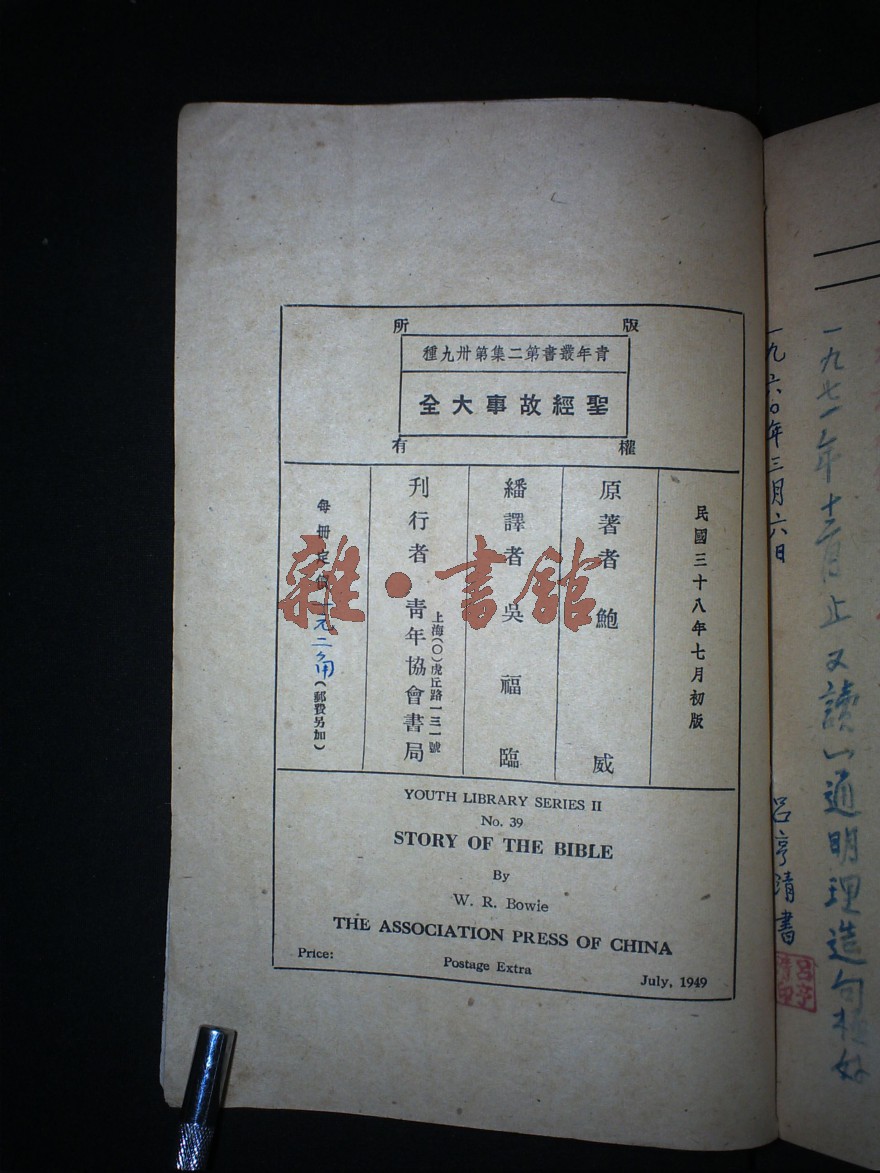 版權所有
青年叢書第二集第卅九種
聖經故事大全
民國三十八年七月初版
原著者 鮑威
繙譯者 吳福臨
刊行者 青年協會書局
上海(〇)虎丘路一三一號
每冊定價一元二角(郵費另加)
YOUTH LIBRARY SERIES II
No. 39
STORY OF THE BIBLE
By
W. R. Bowie
THE ASSOCIATION PRESS OF CHINA
Price:
Postage Extra
July, 1949
雜·書館
一九七一年十二月止又讀一通明理造句極好
一九六〇年三月六日
呂亨清書